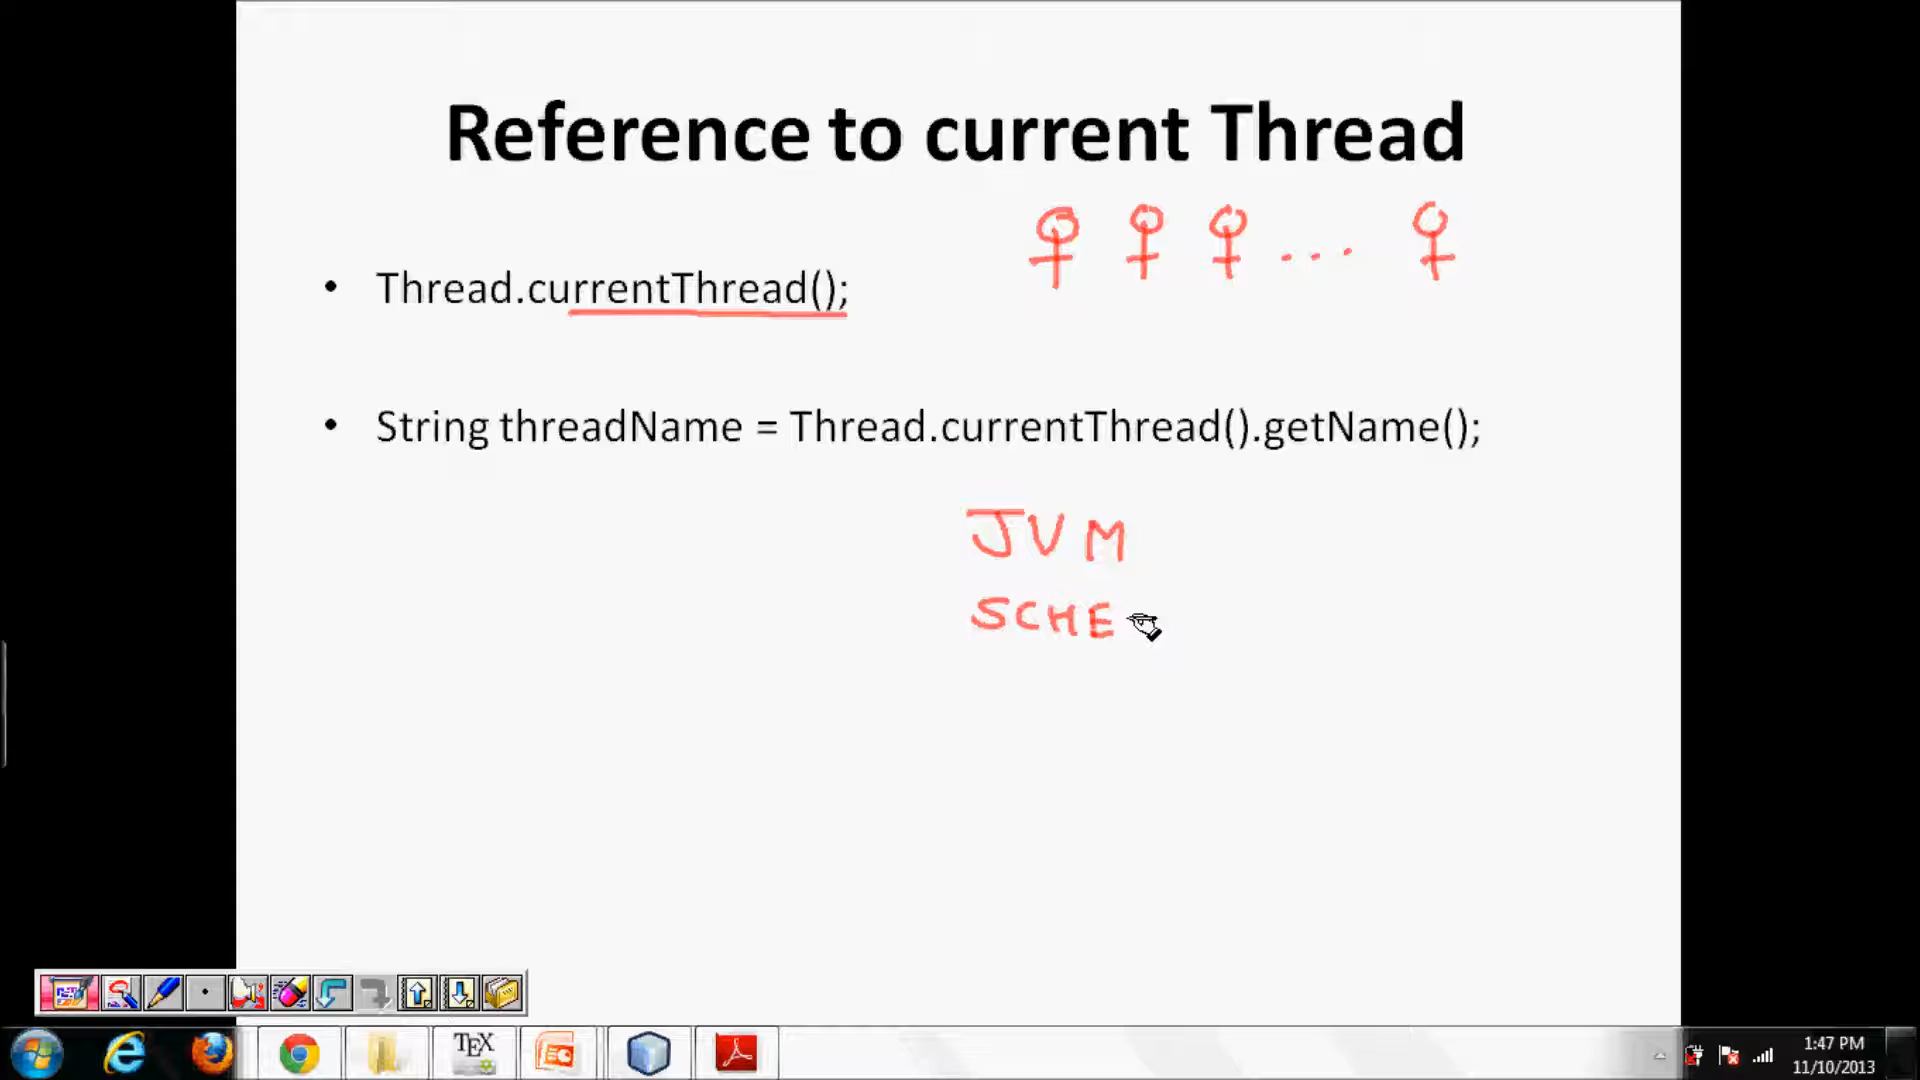 Reference to current Thread
• Thread.currentThread();
• String threadName = Thread.currentThread().getName();
JVM
SCHE
TEX
1:47 PM
11/10/2013